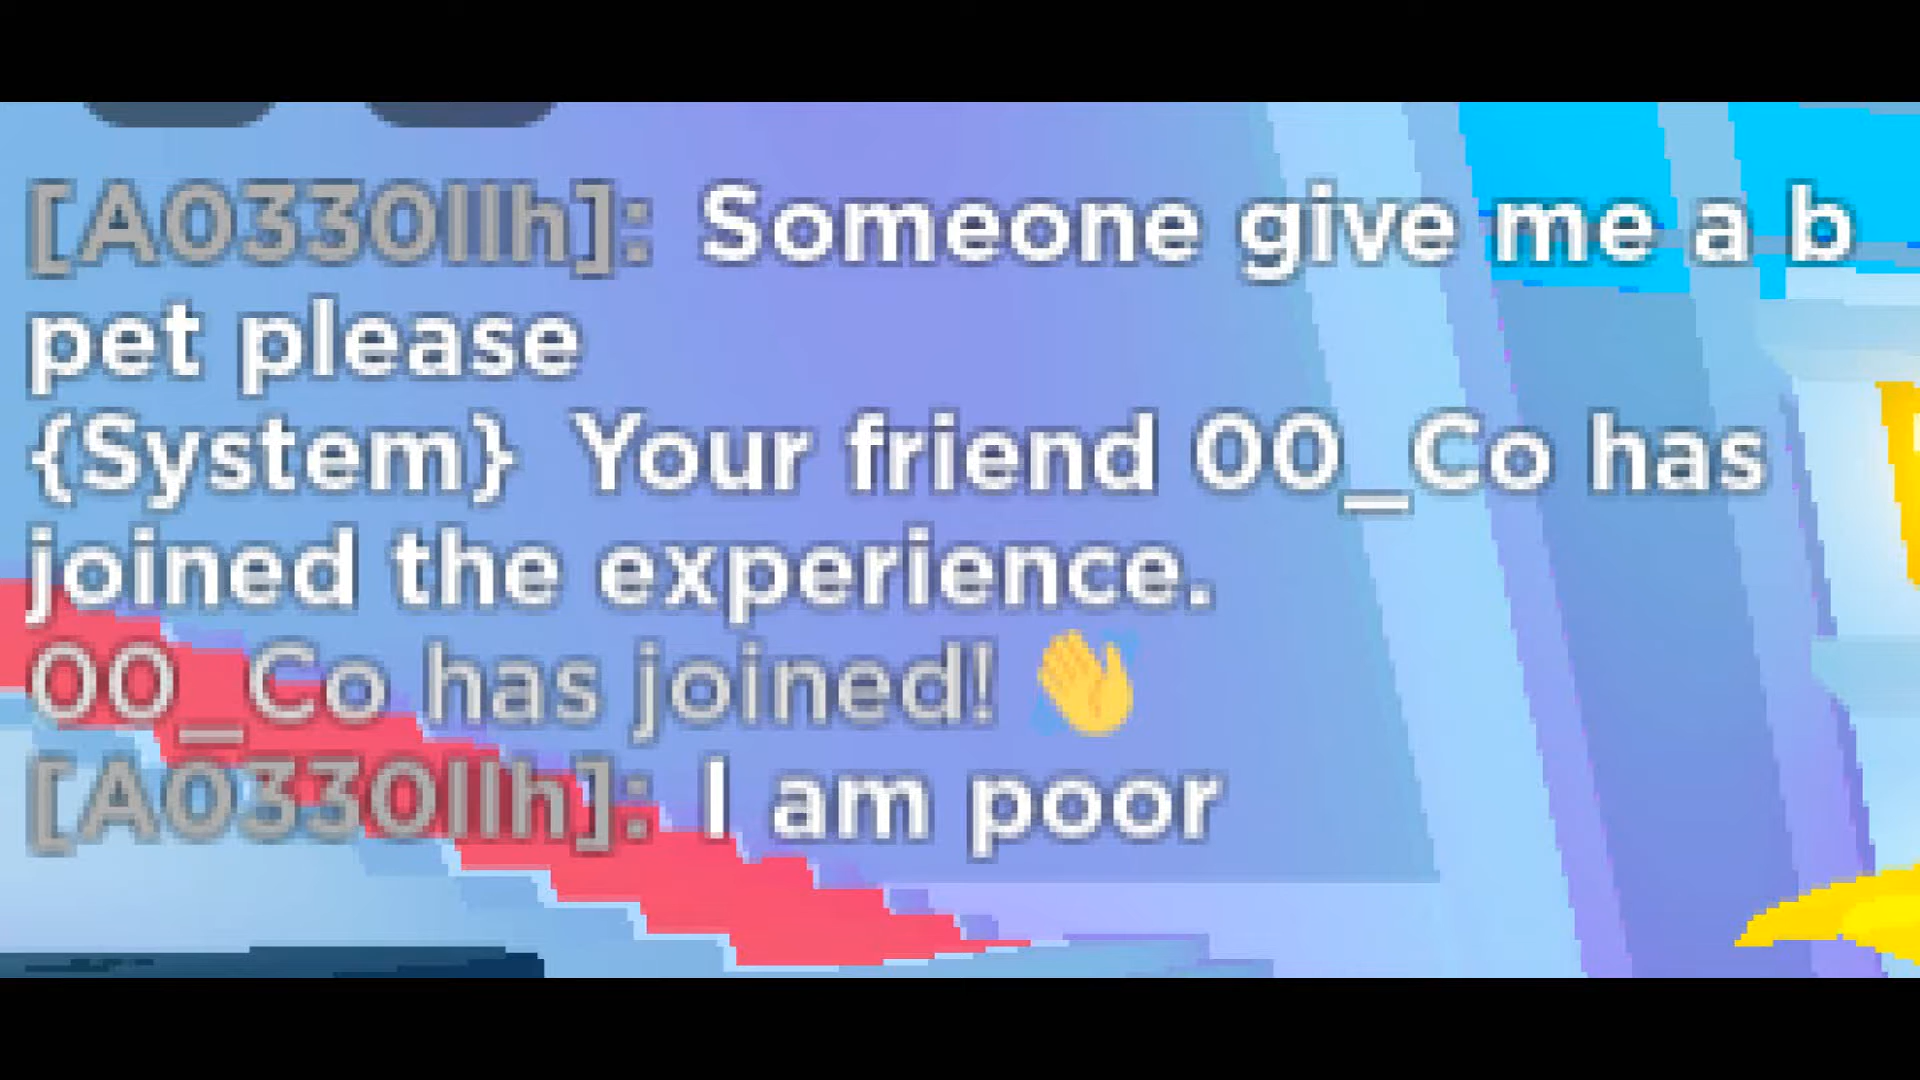 [A0330llh]: Someone give me a b
pet please
{System} Your friend 00_Co has
joined the experience.
00_Co has joined! 👋
[A0330llh]: I am poor